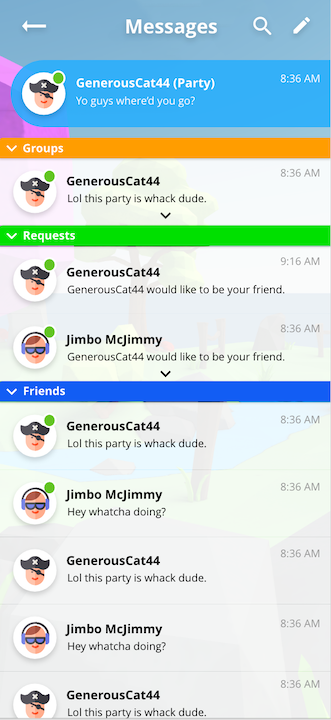 Messages
GenerousCat44 (Party)
8:36 AM
Yo guys where'd you go?
Groups
8:36 AM
GenerousCat44
Lol this party is whack dude.
Requests
9:16 AM
GenerousCat44
GenerousCat44 would like to be your friend.
8:36 AM
Jimbo McJimmy
GenerousCat44 would like to be your friend.
Friends
8:36 AM
GenerousCat44
Lol this party is whack dude.
8:36 AM
Jimbo McJimmy
Hey whatcha doing?
8:36 AM
GenerousCat44
Lol this party is whack dude.
8:36 AM
Jimbo McJimmy
Hey whatcha doing?
8:36 AM
GenerousCat44
Lol this party is whack dude.